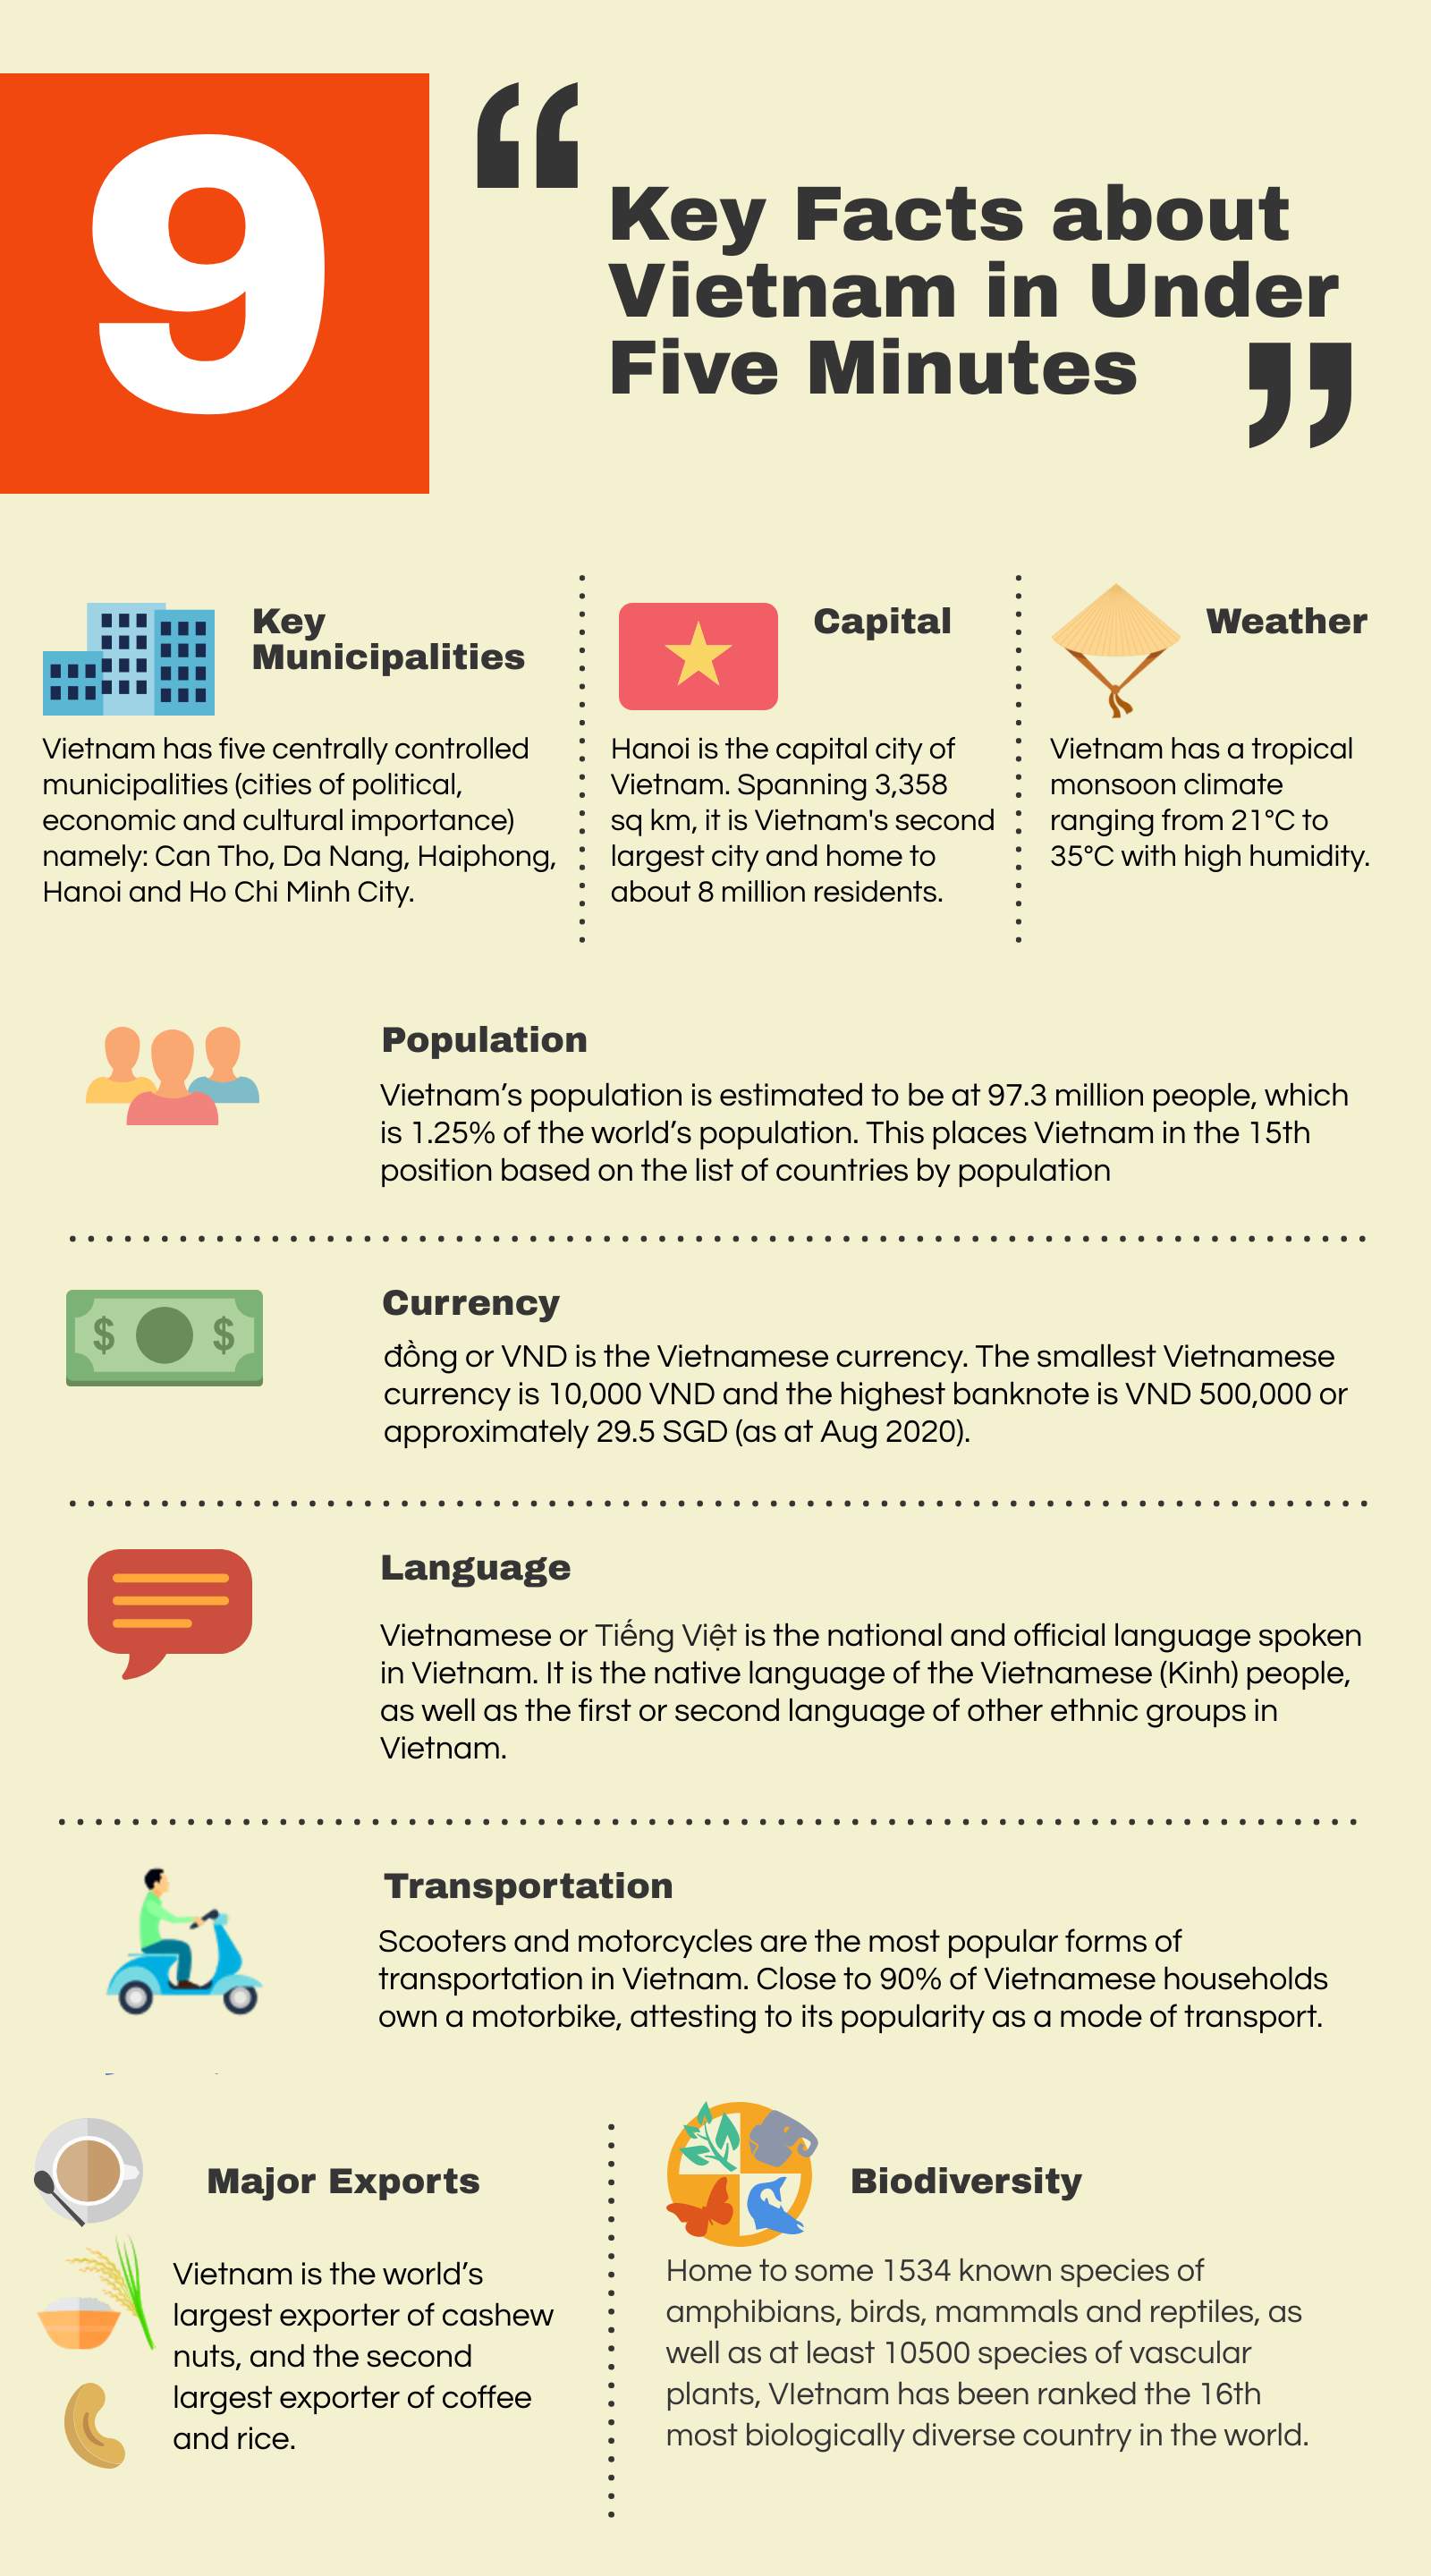 9
“
Key Facts about
Vietnam in Under
Five Minutes
”
Key
Municipalities
Vietnam has five centrally controlled
municipalities (cities of political,
economic and cultural importance)
namely: Can Tho, Da Nang, Haiphong,
Hanoi and Ho Chi Minh City.
Capital
Hanoi is the capital city of
Vietnam. Spanning 3,358
sq km, it is Vietnam's second
largest city and home to
about 8 million residents.
Weather
Vietnam has a tropical
monsoon climate
ranging from 21°C to
35°C with high humidity.
Population
Vietnam’s population is estimated to be at 97.3 million people, which
is 1.25% of the world’s population. This places Vietnam in the 15th
position based on the list of countries by population
$ $
Currency
đồng or VND is the Vietnamese currency. The smallest Vietnamese
currency is 10,000 VND and the highest banknote is VND 500,000 or
approximately 29.5 SGD (as at Aug 2020).
Language
Vietnamese or Tiếng Việt is the national and official language spoken
in Vietnam. It is the native language of the Vietnamese (Kinh) people,
as well as the first or second language of other ethnic groups in
Vietnam.
Transportation
Scooters and motorcycles are the most popular forms of
transportation in Vietnam. Close to 90% of Vietnamese households
own a motorbike, attesting to its popularity as a mode of transport.
Major Exports
Vietnam is the world’s
largest exporter of cashew
nuts, and the second
largest exporter of coffee
and rice.
Biodiversity
Home to some 1534 known species of
amphibians, birds, mammals and reptiles, as
well as at least 10500 species of vascular
plants, VIetnam has been ranked the 16th
most biologically diverse country in the world.